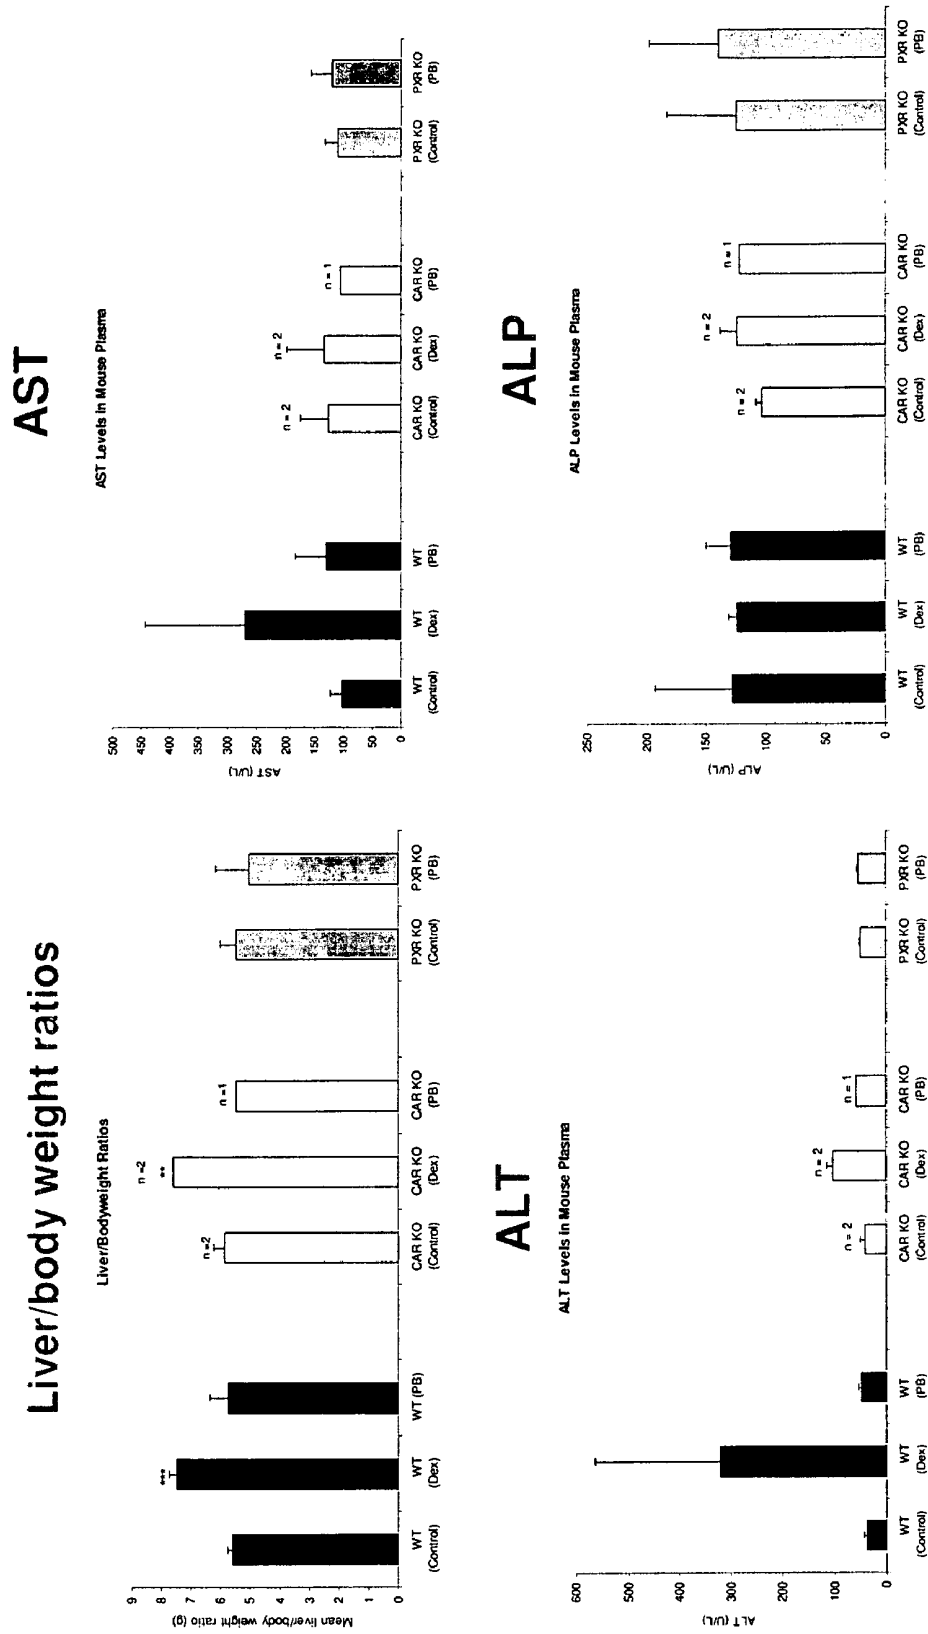 Liver/body weight ratios
Liver/Bodyweight Ratios
Mean liver/body weight ratio (g)
9
8
7
6
5
4
3
2
1
0
***
n=2
n=2
**
n=1
WT
(Control)
WT
(Dex)
WT (PB)
CAR KO
(Control)
CAR KO
(Dex)
CAR KO
(PB)
PXR KO
(Control)
PXR KO
(PB)
AST
AST Levels in Mouse Plasma
AST (U/L)
500
450
400
350
300
250
200
150
100
50
0
n = 2
n = 2
n = 1
WT
(Control)
WT
(Dex)
WT
(PB)
CAR KO
(Control)
CAR KO
(Dex)
CAR KO
(PB)
PXR KO
(Control)
PXR KO
(PB)
ALT
ALT Levels in Mouse Plasma
ALT (U/L)
600
500
400
300
200
100
0
n = 2
n = 2
n = 1
WT
(Control)
WT
(Dex)
WT
(PB)
CAR KO
(Control)
CAR KO
(Dex)
CAR KO
(PB)
PXR KO
(Control)
PXR KO
(PB)
ALP
ALP Levels in Mouse Plasma
ALP (U/L)
250
200
150
100
50
0
n = 2
n = 2
n = 1
WT
(Control)
WT
(Dex)
WT
(PB)
CAR KO
(Control)
CAR KO
(Dex)
CAR KO
(PB)
PXR KO
(Control)
PXR KO
(PB)